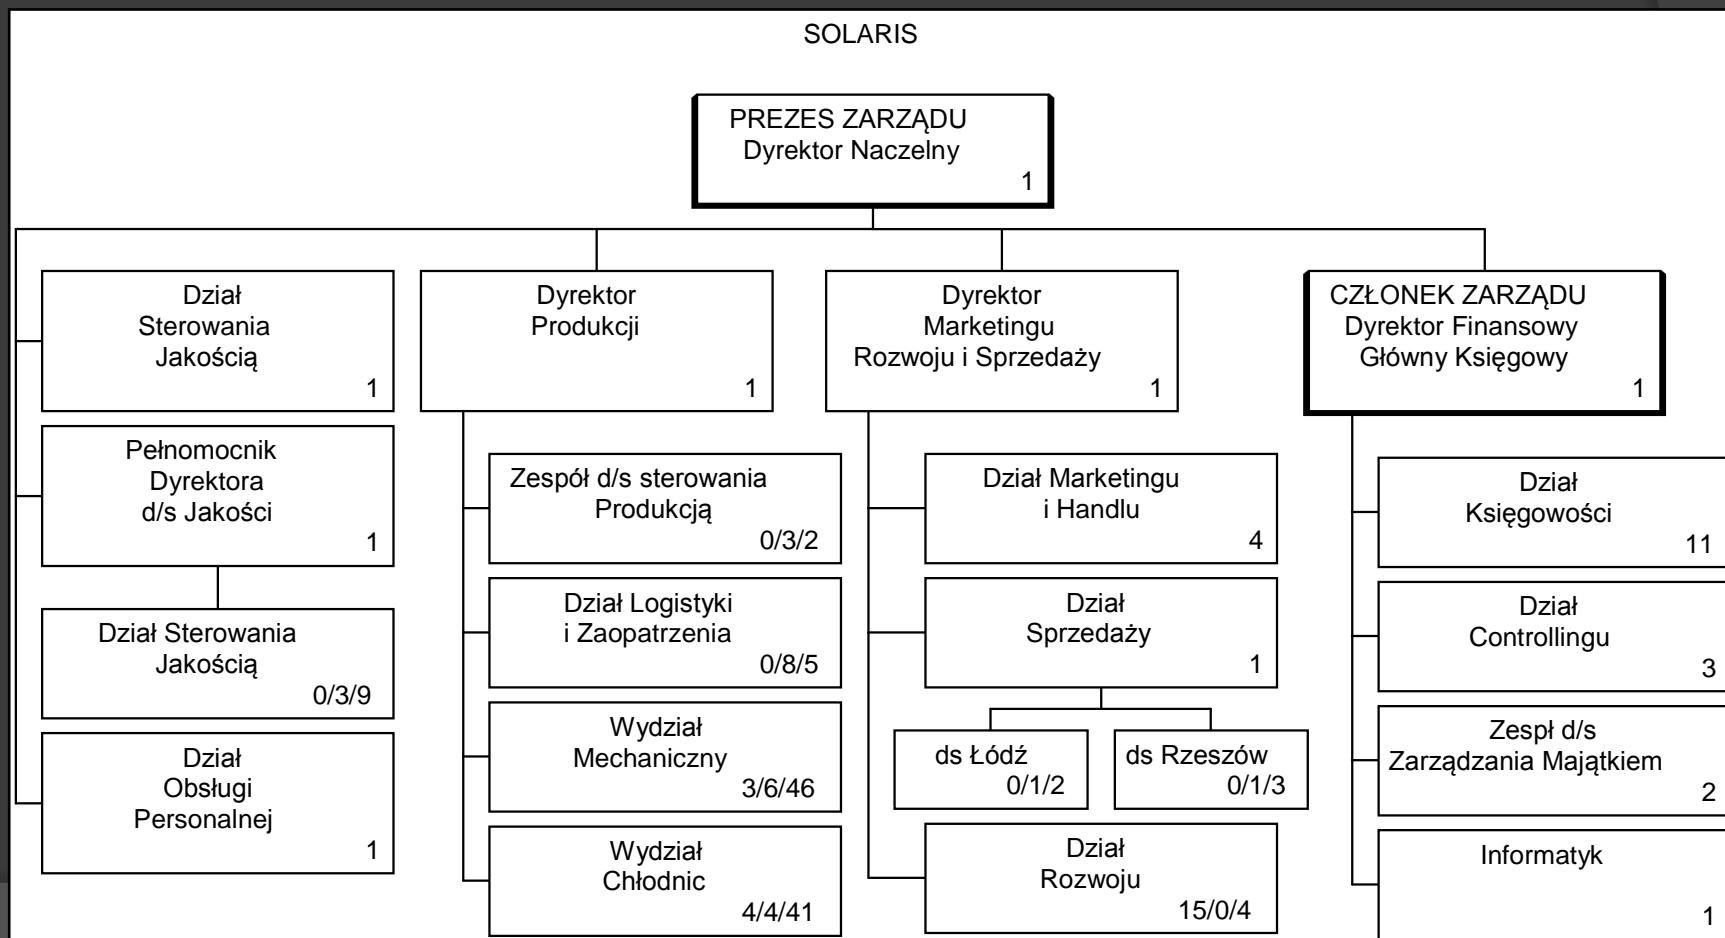 SOLARIS
PREZES ZARZĄDU
Dyrektor Naczelny
1
Dział
Sterowania
Jakością
1
Pełnomocnik
Dyrektora
d/s Jakości
1
Dział Sterowania
Jakością
0/3/9
Dział
Obsługi
Personalnej
1
Dyrektor
Produkcji
1
Zespół d/s sterowania
Produkcją
0/3/2
Dział Logistyki
i Zaopatrzenia
0/8/5
Wydział
Mechaniczny
3/6/46
Wydział
Chłodnic
4/4/41
Dyrektor
Marketingu
Rozwoju i Sprzedaży
1
Dział Marketingu
i Handlu
4
Dział
Sprzedaży
1
ds Łódź
0/1/2
ds Rzeszów
0/1/3
Dział
Rozwoju
15/0/4
CZŁONEK ZARZĄDU
Dyrektor Finansowy
Główny Księgowy
1
Dział
Księgowości
11
Dział
Controllingu
3
Zespł d/s
Zarządzania Majątkiem
2
Informatyk
1